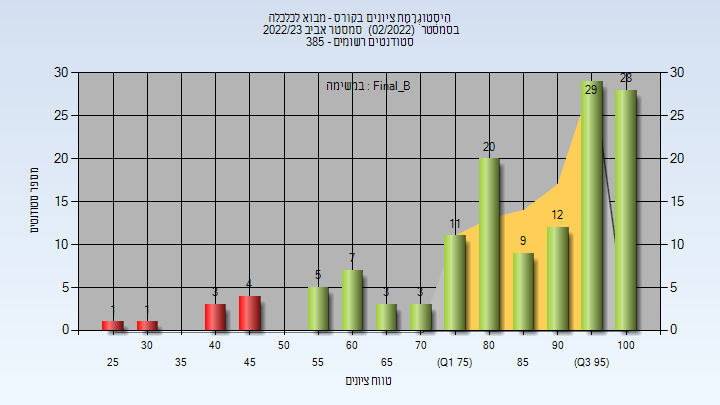 היסטוגרמת ציונים בקורס - מבוא לכלכלה
בסמסטר (02/2022) סמסטר אביב 2022/23
סטודנטים רשומים - 385
במשימה : Final_B
מספר סטודנטים
30 30
25 25
20 20
15 15
10 10
5 5
0 0
1 1 3 4 5 7 3 3 11 20 9 12 29 28
25 30 35 40 45 50 55 60 65 70 (Q1 75) 80 85 90 (Q3 95) 100
טווח ציונים